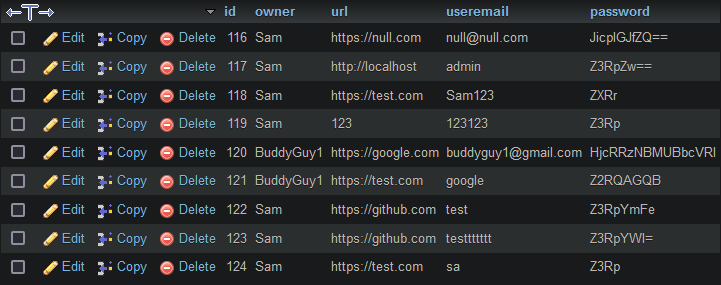 id owner url useremail password
Edit Copy Delete 116 Sam https://null.com null@null.com JicplGJfZQ==
Edit Copy Delete 117 Sam http://localhost admin Z3RpZw==
Edit Copy Delete 118 Sam https://test.com Sam123 ZXRr
Edit Copy Delete 119 Sam 123 123123 Z3Rp
Edit Copy Delete 120 BuddyGuy1 https://google.com buddyguy1@gmail.com HjcRRzNBMUBbcVRl
Edit Copy Delete 121 BuddyGuy1 https://test.com google Z2RQAGQB
Edit Copy Delete 122 Sam https://github.com test Z3RpYmFe
Edit Copy Delete 123 Sam https://github.com testttttttt Z3RpYWI=
Edit Copy Delete 124 Sam https://test.com sa Z3Rp